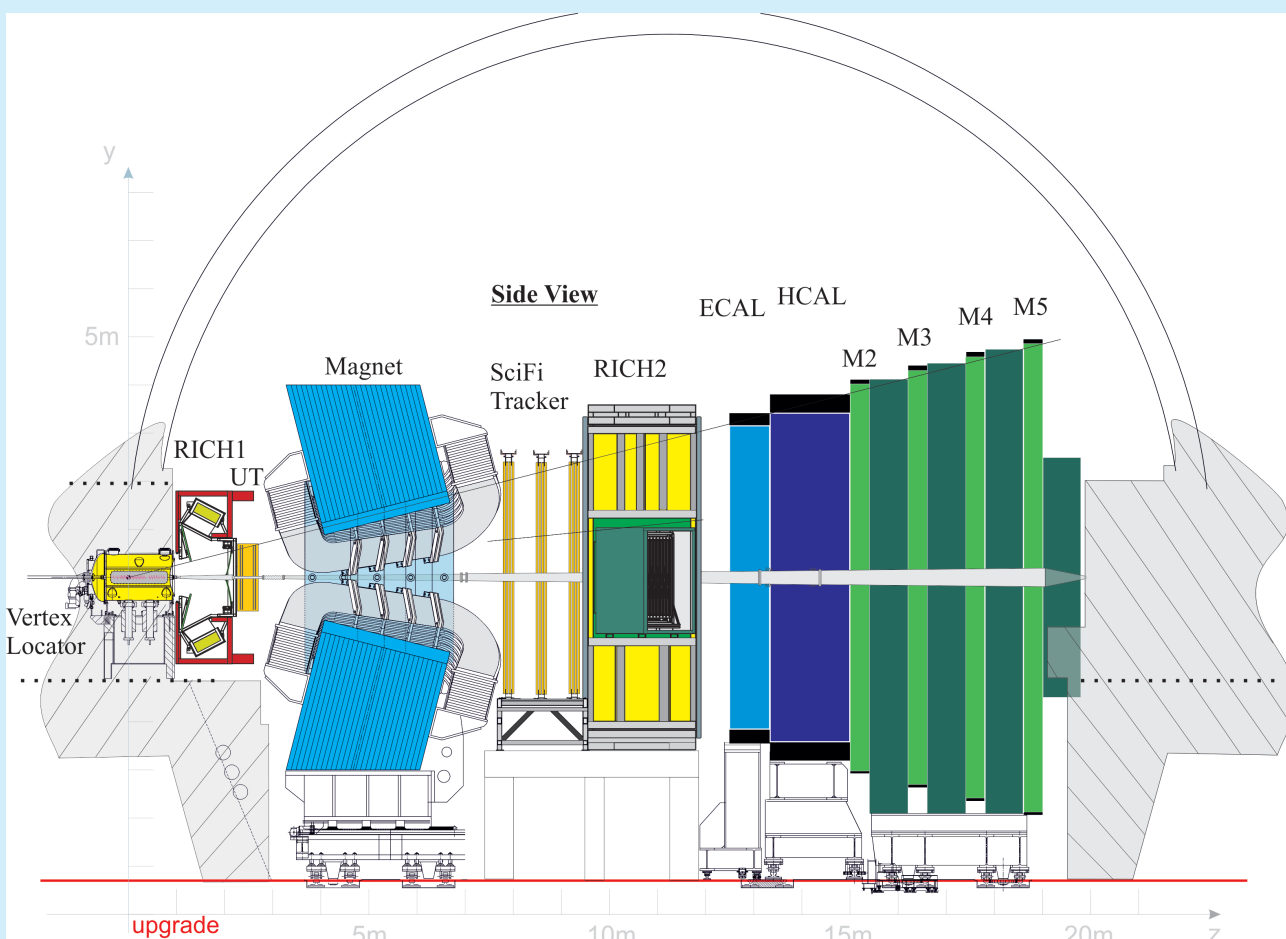 y
Side View
ECAL
HCAL
M5
M4
M3
M2
5m
Magnet
SciFi
Tracker
RICH2
RICH1
UT
Vertex
Locator
upgrade
5m
10m
15m
20m
z